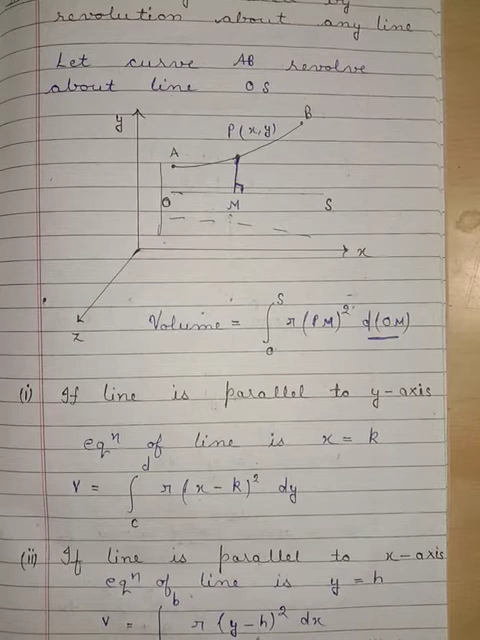 revolution about any line
Let curve AB revolve
about line OS
y
B
P(x,y)
A
O
M
S
x
z
Volume = ∫ₒˢ π(PM)² d(OM)
(i) If line is parallel to y-axis
eqⁿ of line is x = k
V = ∫_c^d π(x-k)² dy
(ii) If line is parallel to x-axis
eqⁿ of line is y = h
V = ∫^b π(y-h)² dx